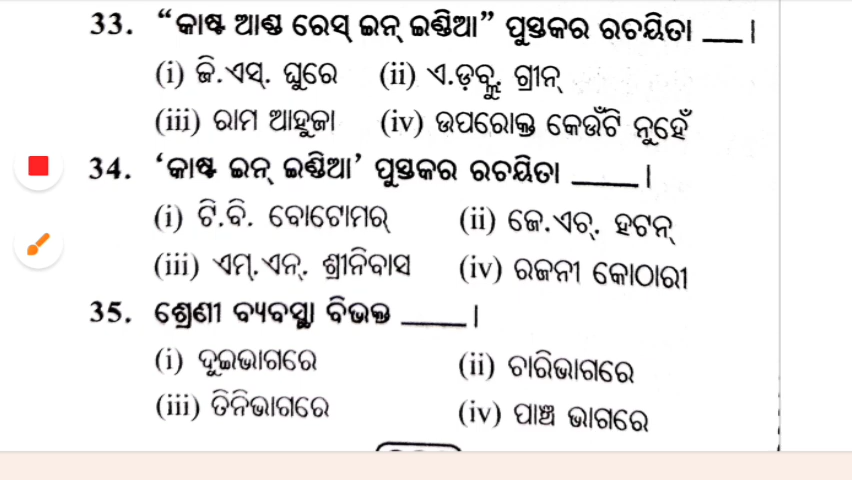 33. “କାଷ୍ଟ ଆଣ୍ଡ ରେସ୍ ଇନ୍ ଇଣ୍ଡିଆ” ପୁସ୍ତକର ରଚୟିତା ___ ।
(i) ଜି.ଏସ୍. ଘୁରେ (ii) ଏ.ଡ଼ବ୍ଲୁ. ଗ୍ରୀନ୍
(iii) ରାମ ଆହୁଜା (iv) ଉପରୋକ୍ତ କେଉଁଟି ନୁହେଁ
34. ‘କାଷ୍ଟ ଇନ୍ ଇଣ୍ଡିଆ’ ପୁସ୍ତକର ରଚୟିତା _____ ।
(i) ଟି.ବି. ବୋଟୋମର୍ (ii) ଜେ.ଏଚ୍. ହଟନ୍
(iii) ଏମ୍.ଏନ୍. ଶ୍ରୀନିବାସ (iv) ରଜନୀ କୋଠାରୀ
35. ଶ୍ରେଣୀ ବ୍ୟବସ୍ଥା ବିଭକ୍ତ _____ ।
(i) ଦୁଇଭାଗରେ (ii) ଚାରିଭାଗରେ
(iii) ତିନିଭାଗରେ (iv) ପାଞ୍ଚ ଭାଗରେ